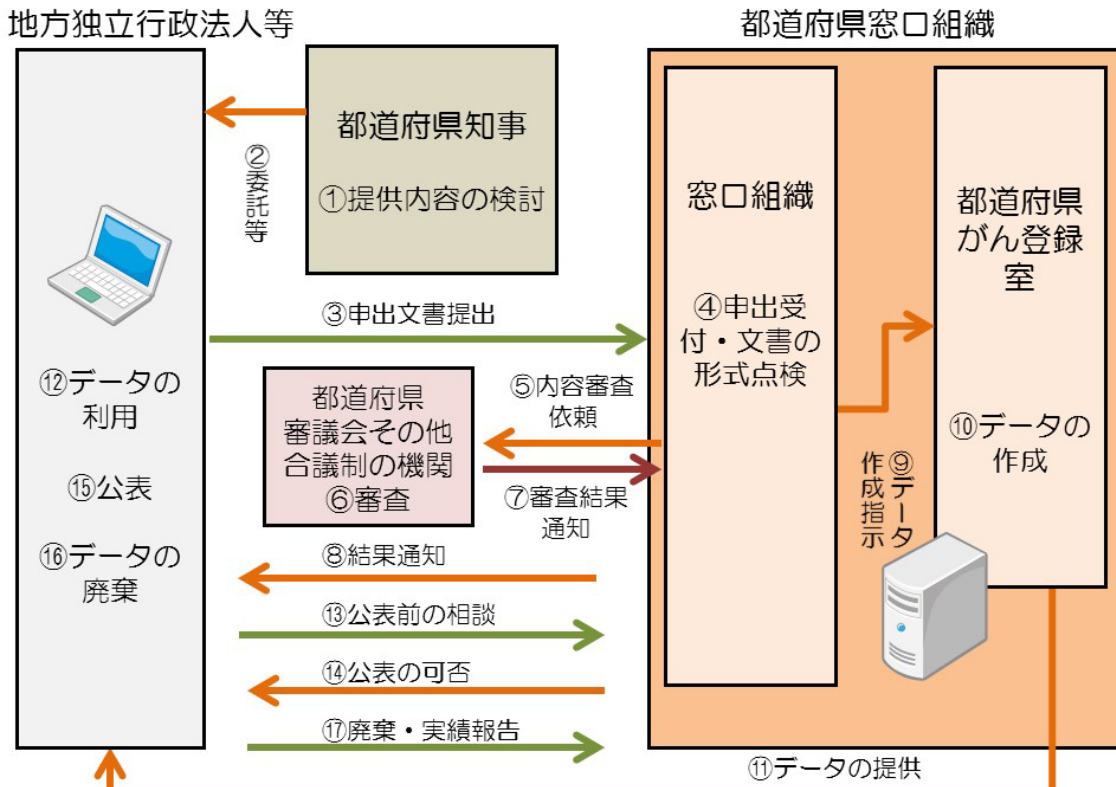 地方独立行政法人等
都道府県窓口組織
都道府県知事
①提供内容の検討
②委託等
③申出文書提出
窓口組織
④申出受
付・文書の
形式点検
都道府県
がん登録
室
⑤内容審査
依頼
都道府県
審議会その他
合議制の機関
⑥審査
⑦審査結果
通知
⑧結果通知
⑨データ
作成指示
⑩データの
作成
⑫データの
利用
⑮公表
⑯データの
廃棄
⑬公表前の相談
⑭公表の可否
⑰廃棄・実績報告
⑪データの提供